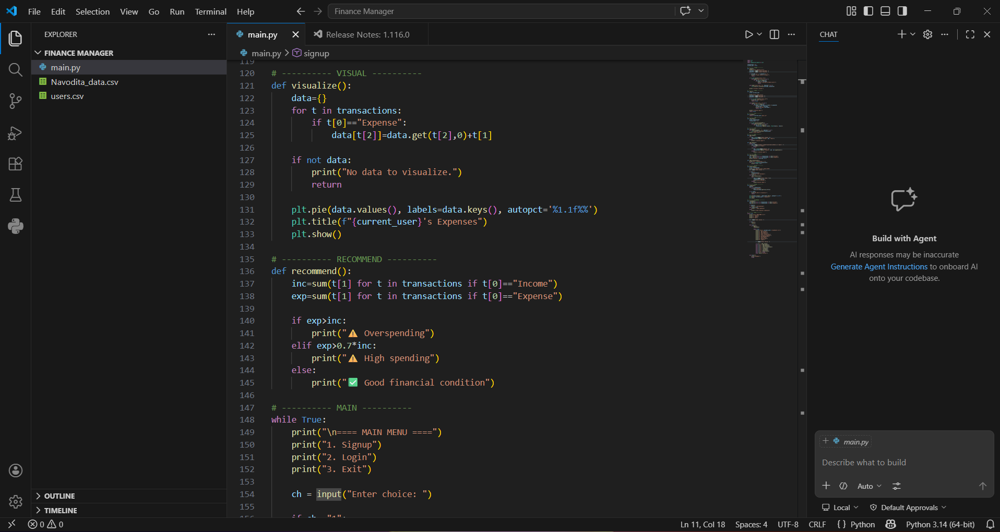 File Edit Selection View Go Run Terminal Help
Finance Manager
EXPLORER
FINANCE MANAGER
main.py
Navodita_data.csv
users.csv
OUTLINE
TIMELINE
main.py
Release Notes: 1.116.0
main.py > signup
119
120 # ---------- VISUAL ----------
121 def visualize():
122     data={}
123     for t in transactions:
124         if t[0]=="Expense":
125             data[t[2]]=data.get(t[2],0)+t[1]
126
127     if not data:
128         print("No data to visualize.")
129         return
130
131     plt.pie(data.values(), labels=data.keys(), autopct='%1.1f%%')
132     plt.title(f"{current_user}'s Expenses")
133     plt.show()
134
135 # ---------- RECOMMEND ----------
136 def recommend():
137     inc=sum(t[1] for t in transactions if t[0]=="Income")
138     exp=sum(t[1] for t in transactions if t[0]=="Expense")
139
140     if exp>inc:
141         print("⚠️ Overspending")
142     elif exp>0.7*inc:
143         print("⚠️ High spending")
144     else:
145         print("✅ Good financial condition")
146
147 # ---------- MAIN ----------
148 while True:
149     print("\n==== MAIN MENU ====")
150     print("1. Signup")
151     print("2. Login")
152     print("3. Exit")
153
154     ch = input("Enter choice: ")
155
CHAT
Build with Agent
AI responses may be inaccurate
Generate Agent Instructions to onboard AI
onto your codebase.
main.py
Describe what to build
Auto
Local
Default Approvals
0 0
Ln 11, Col 18
Spaces: 4
UTF-8
CRLF
{ } Python
Python 3.14 (64-bit)